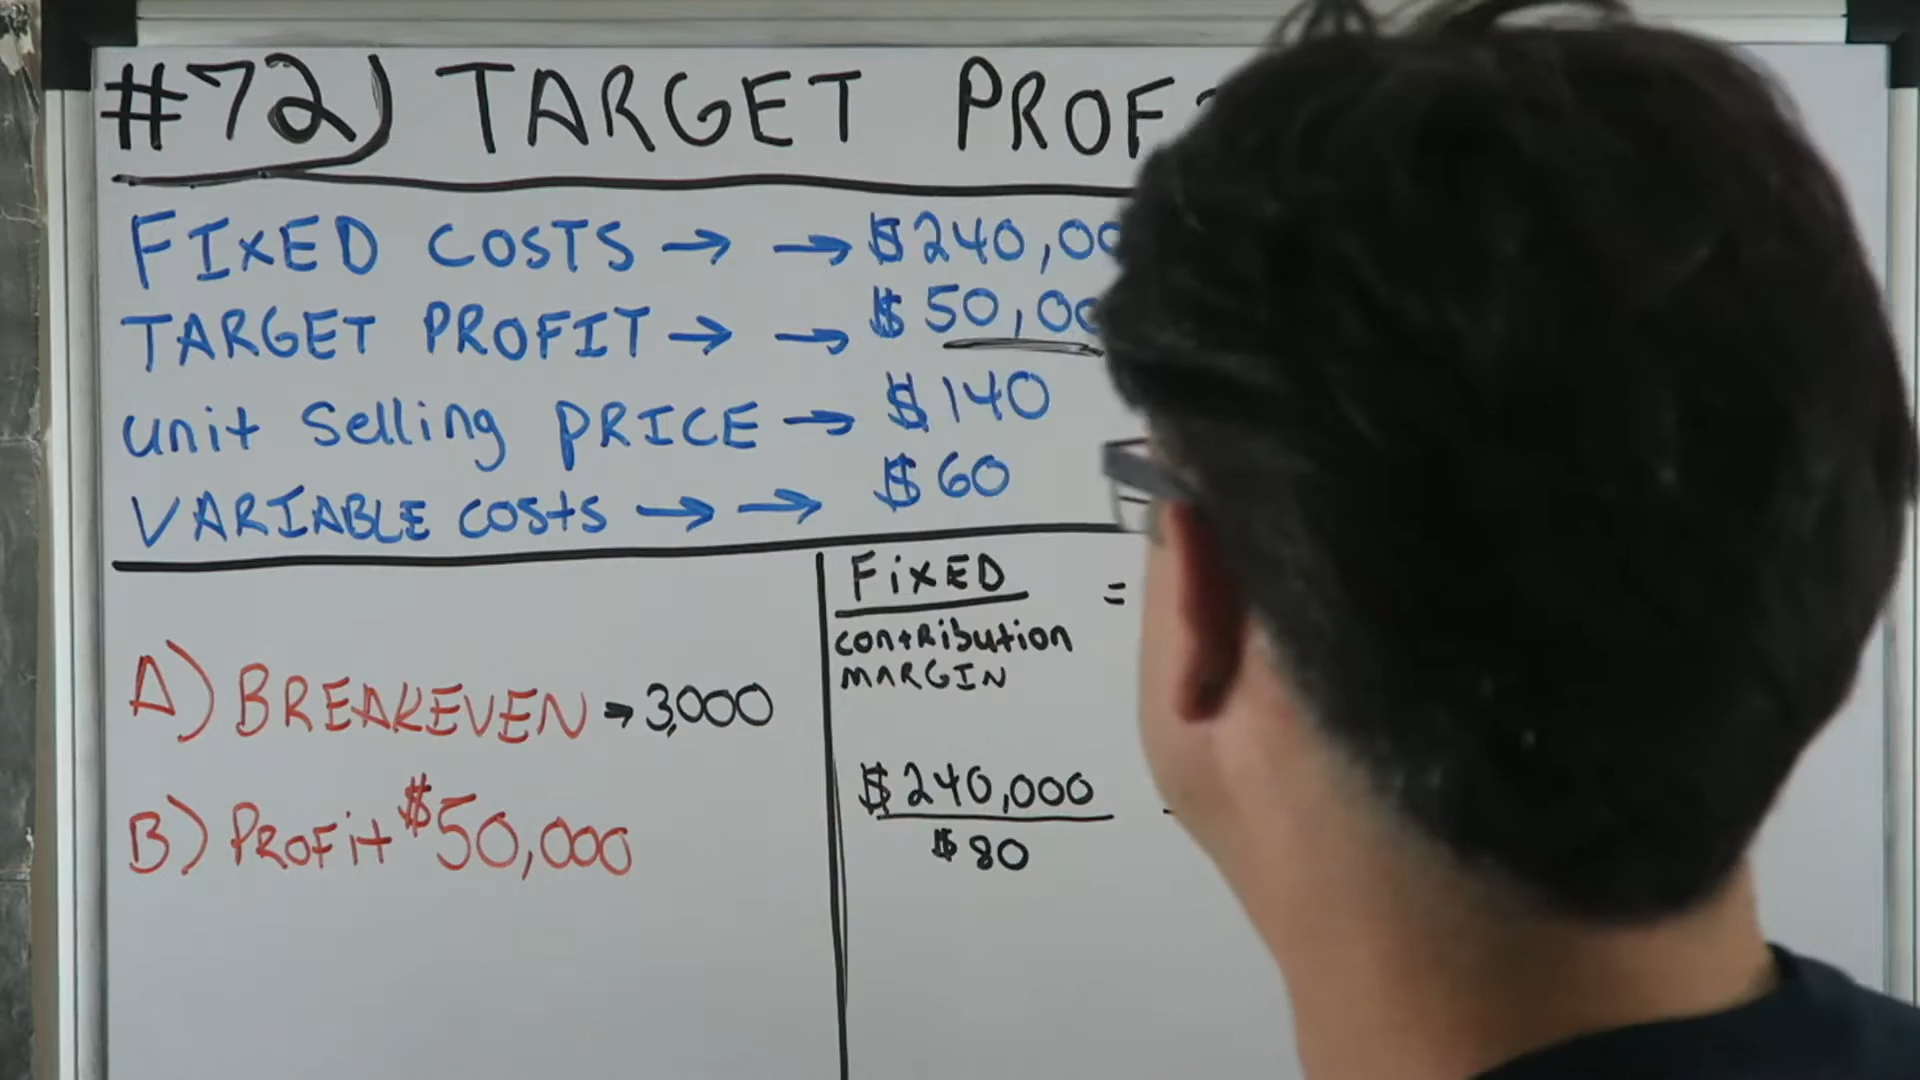 #72) TARGET PROF
FIXED COSTS → → $240,00
TARGET PROFIT → → $50,00
unit selling PRICE → $140
VARIABLE costs → → $60
FixED =
contRibution
MARGIN
A) BREAKEVEN → 3,000
$240,000
$80
B) PRoFit $50,000